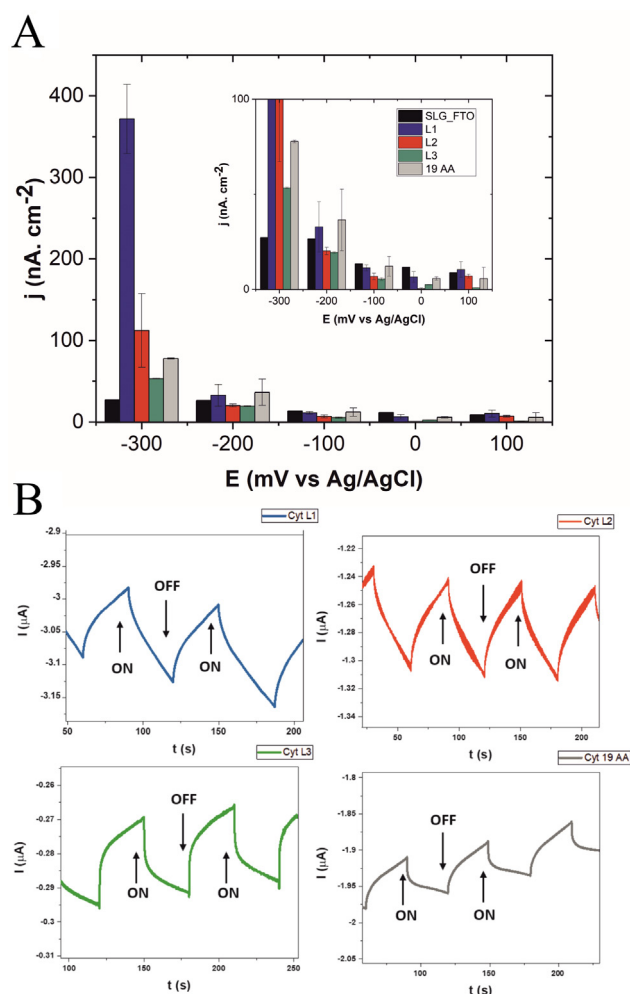 A
j (nA. cm-2)
400
300
200
100
0
-300
-200
-100
0
100
E (mV vs Ag/AgCl)
j (nA. cm-2)
100
0
-300
-200
-100
0
100
E (mV vs Ag/AgCl)
SLG_FTO
L1
L2
L3
19 AA
B
Cyt L1
I (µA)
-2.9
-2.95
-3
-3.05
-3.1
-3.15
OFF
ON
ON
50
100
150
200
t (s)
Cyt L2
I (µA)
-1.22
-1.24
-1.26
-1.28
-1.3
-1.32
-1.34
OFF
ON
ON
50
100
150
200
t (s)
Cyt L3
I (µA)
-0.26
-0.27
-0.28
-0.29
-0.3
-0.31
OFF
ON
ON
100
150
200
250
t (s)
Cyt 19 AA
I (µA)
-1.8
-1.85
-1.9
-1.95
-2
-2.05
OFF
ON
ON
100
150
200
t (s)